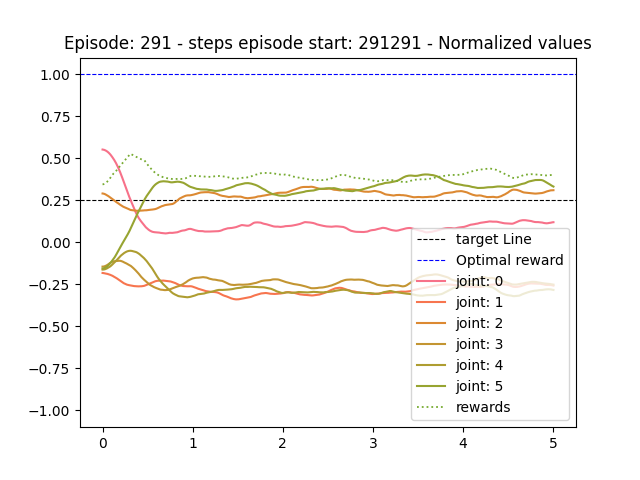 Episode: 291 - steps episode start: 291291 - Normalized values
1.00
0.75
0.50
0.25
0.00
−0.25
−0.50
−0.75
−1.00
target Line
Optimal reward
joint: 0
joint: 1
joint: 2
joint: 3
joint: 4
joint: 5
rewards
0 1 2 3 4 5